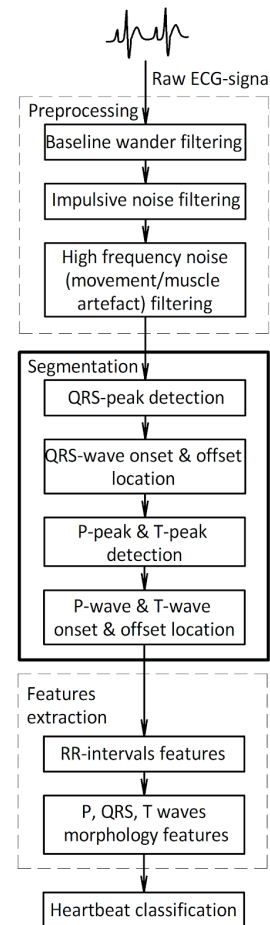 Raw ECG-signa
Preprocessing
Baseline wander filtering
Impulsive noise filtering
High frequency noise
(movement/muscle
artefact) filtering
Segmentation
QRS-peak detection
QRS-wave onset & offset
location
P-peak & T-peak
detection
P-wave & T-wave
onset & offset location
Features
extraction
RR-intervals features
P, QRS, T waves
morphology features
Heartbeat classification